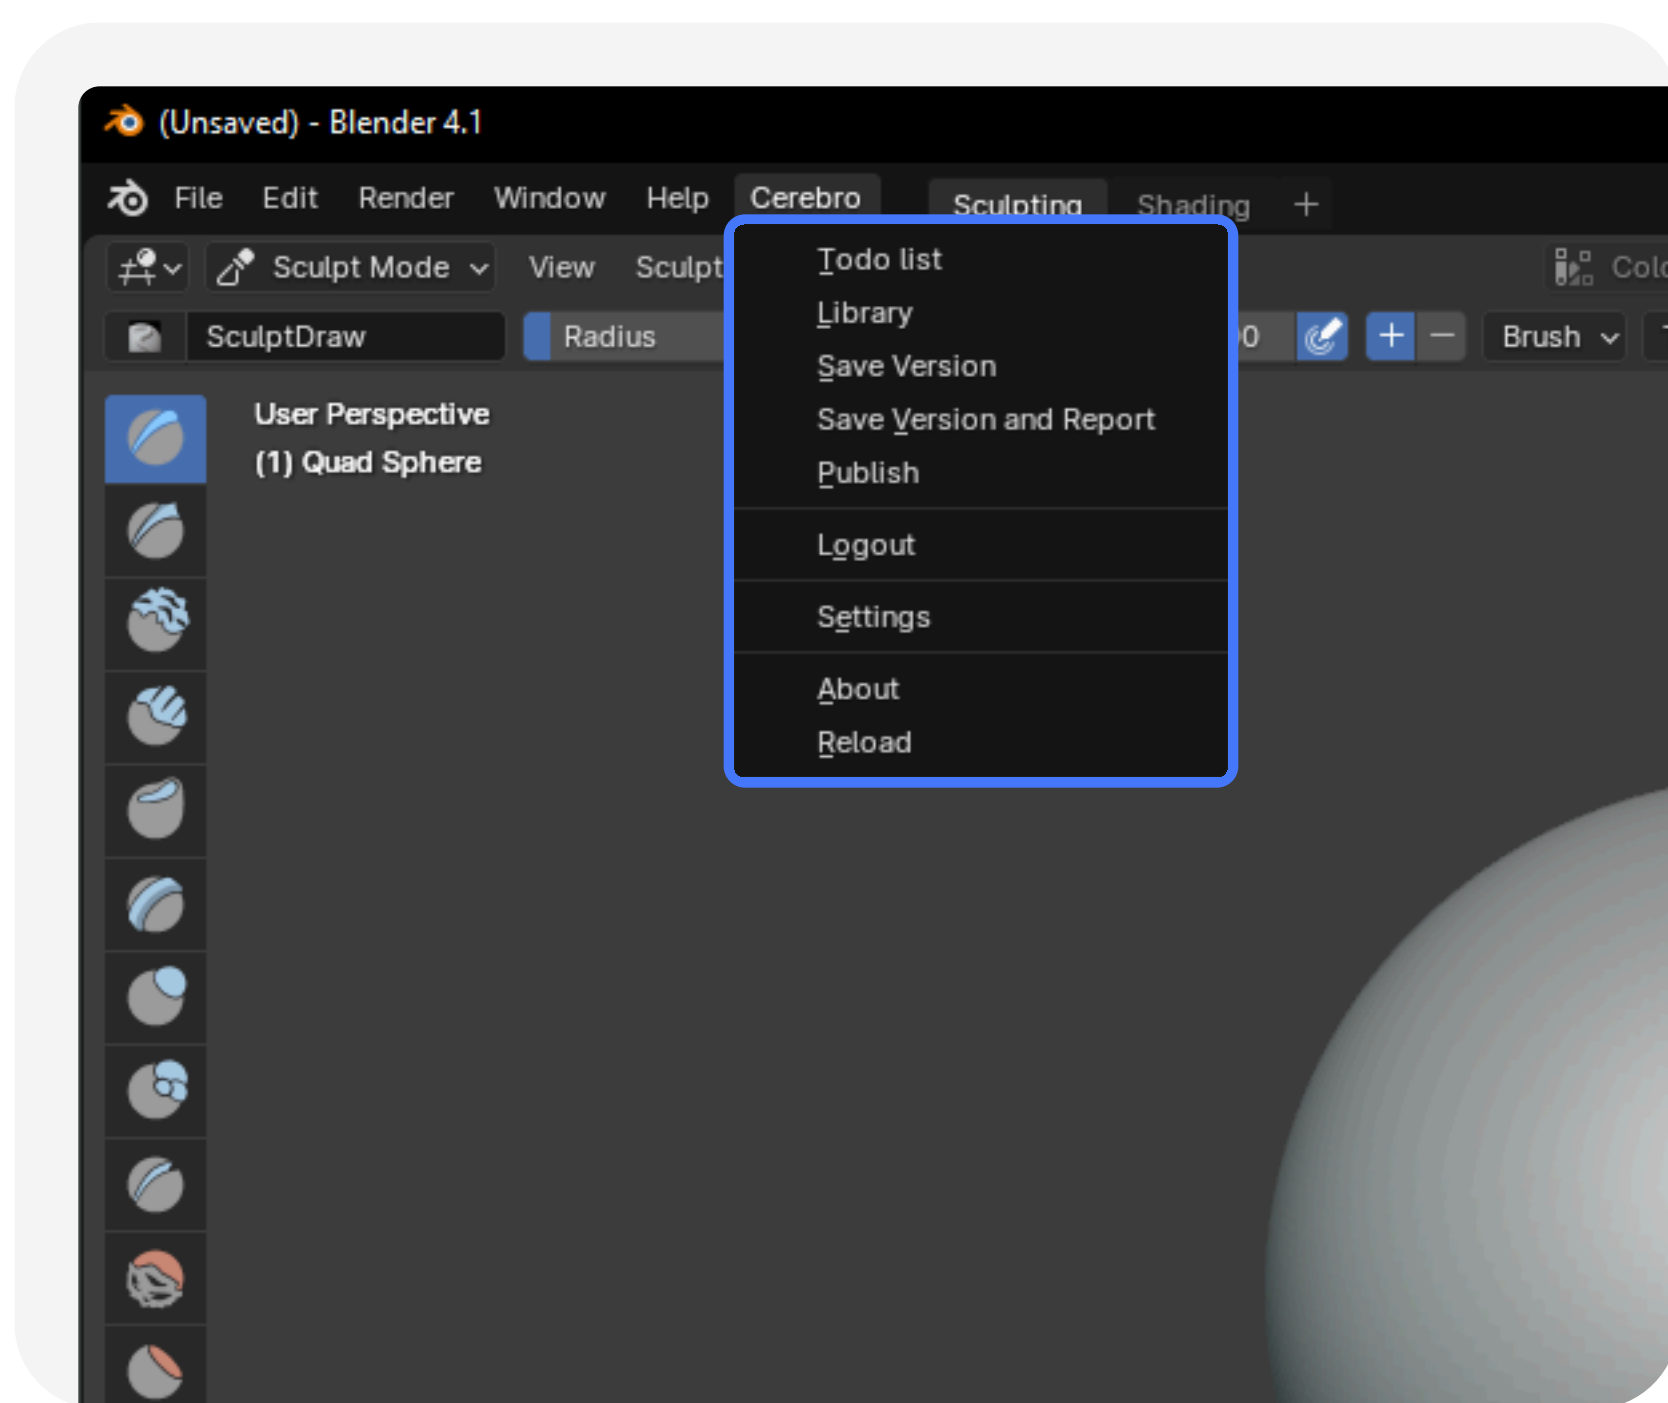 (Unsaved) - Blender 4.1
File Edit Render Window Help Cerebro Sculpting Shading +
Sculpt Mode View Sculpt
SculptDraw Radius Brush
User Perspective
(1) Quad Sphere
Todo list
Library
Save Version
Save Version and Report
Publish
Logout
Settings
About
Reload